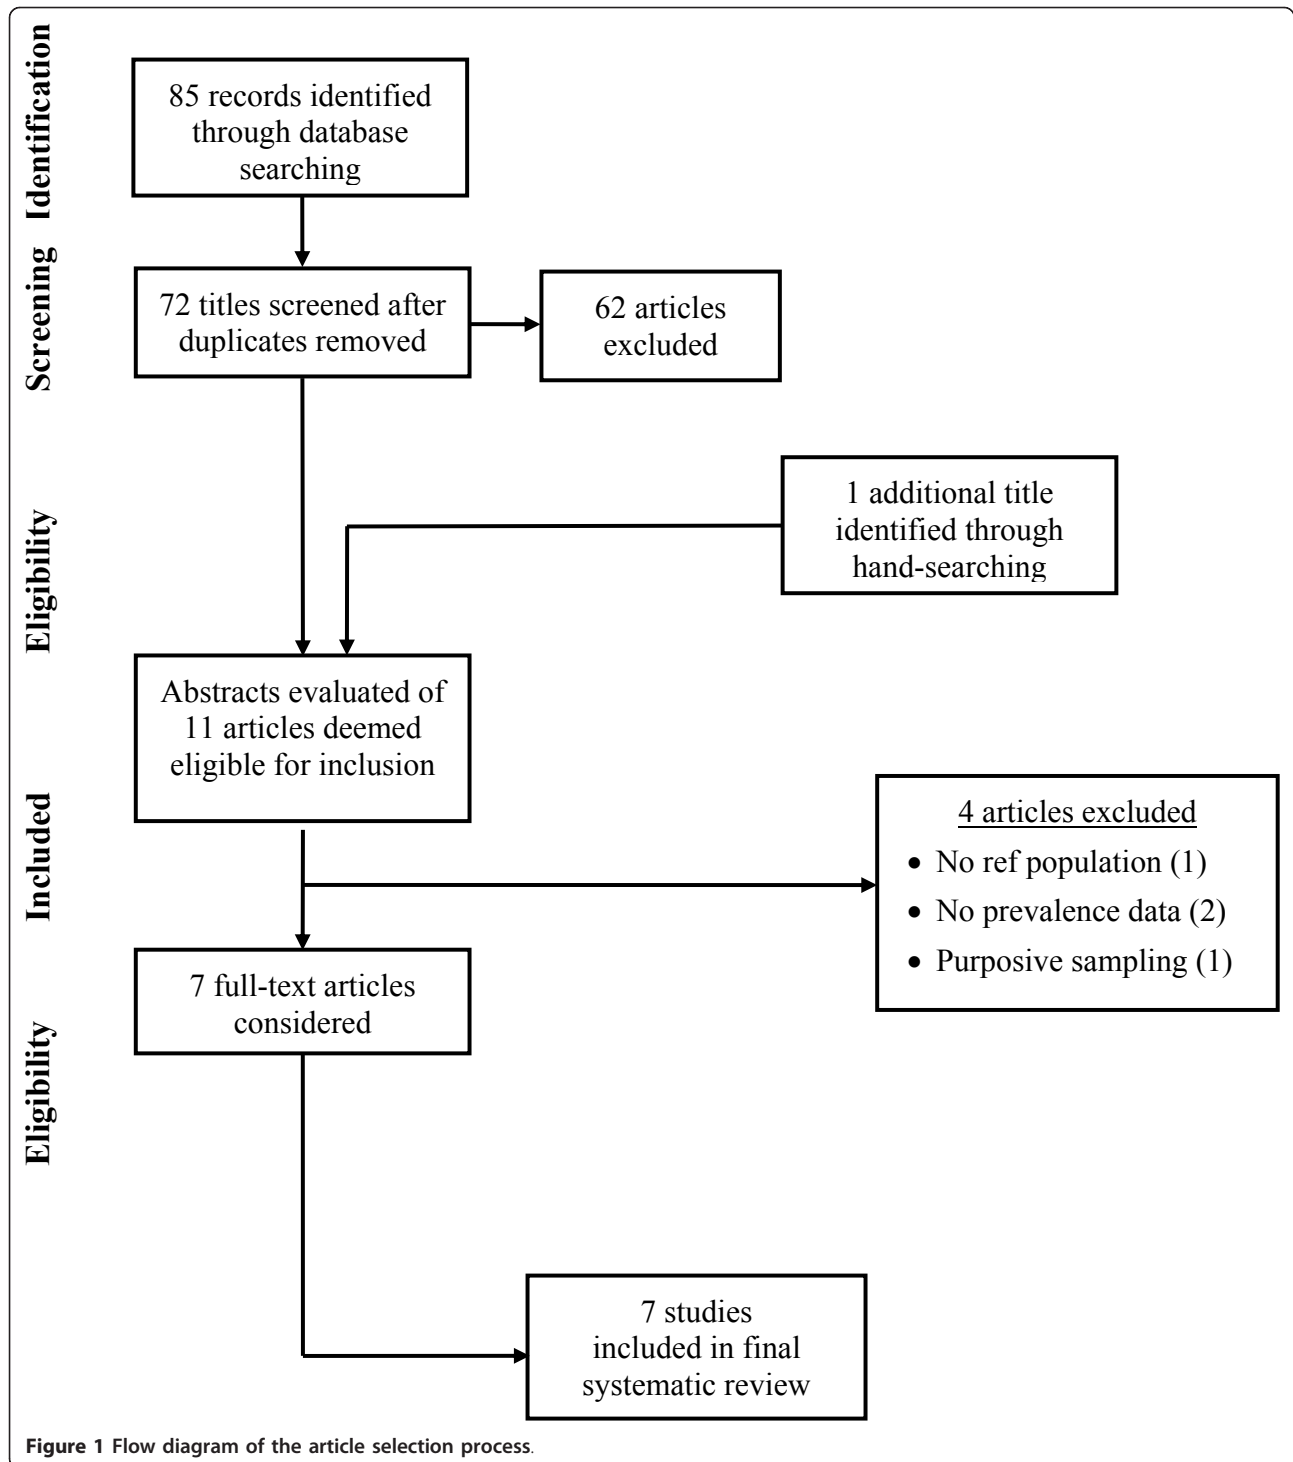 Identification
85 records identified
through database
searching
Screening
72 titles screened after
duplicates removed
62 articles
excluded
Eligibility
1 additional title
identified through
hand-searching
Abstracts evaluated of
11 articles deemed
eligible for inclusion
Included
4 articles excluded
• No ref population (1)
• No prevalence data (2)
• Purposive sampling (1)
7 full-text articles
considered
Eligibility
7 studies
included in final
systematic review
Figure 1 Flow diagram of the article selection process.